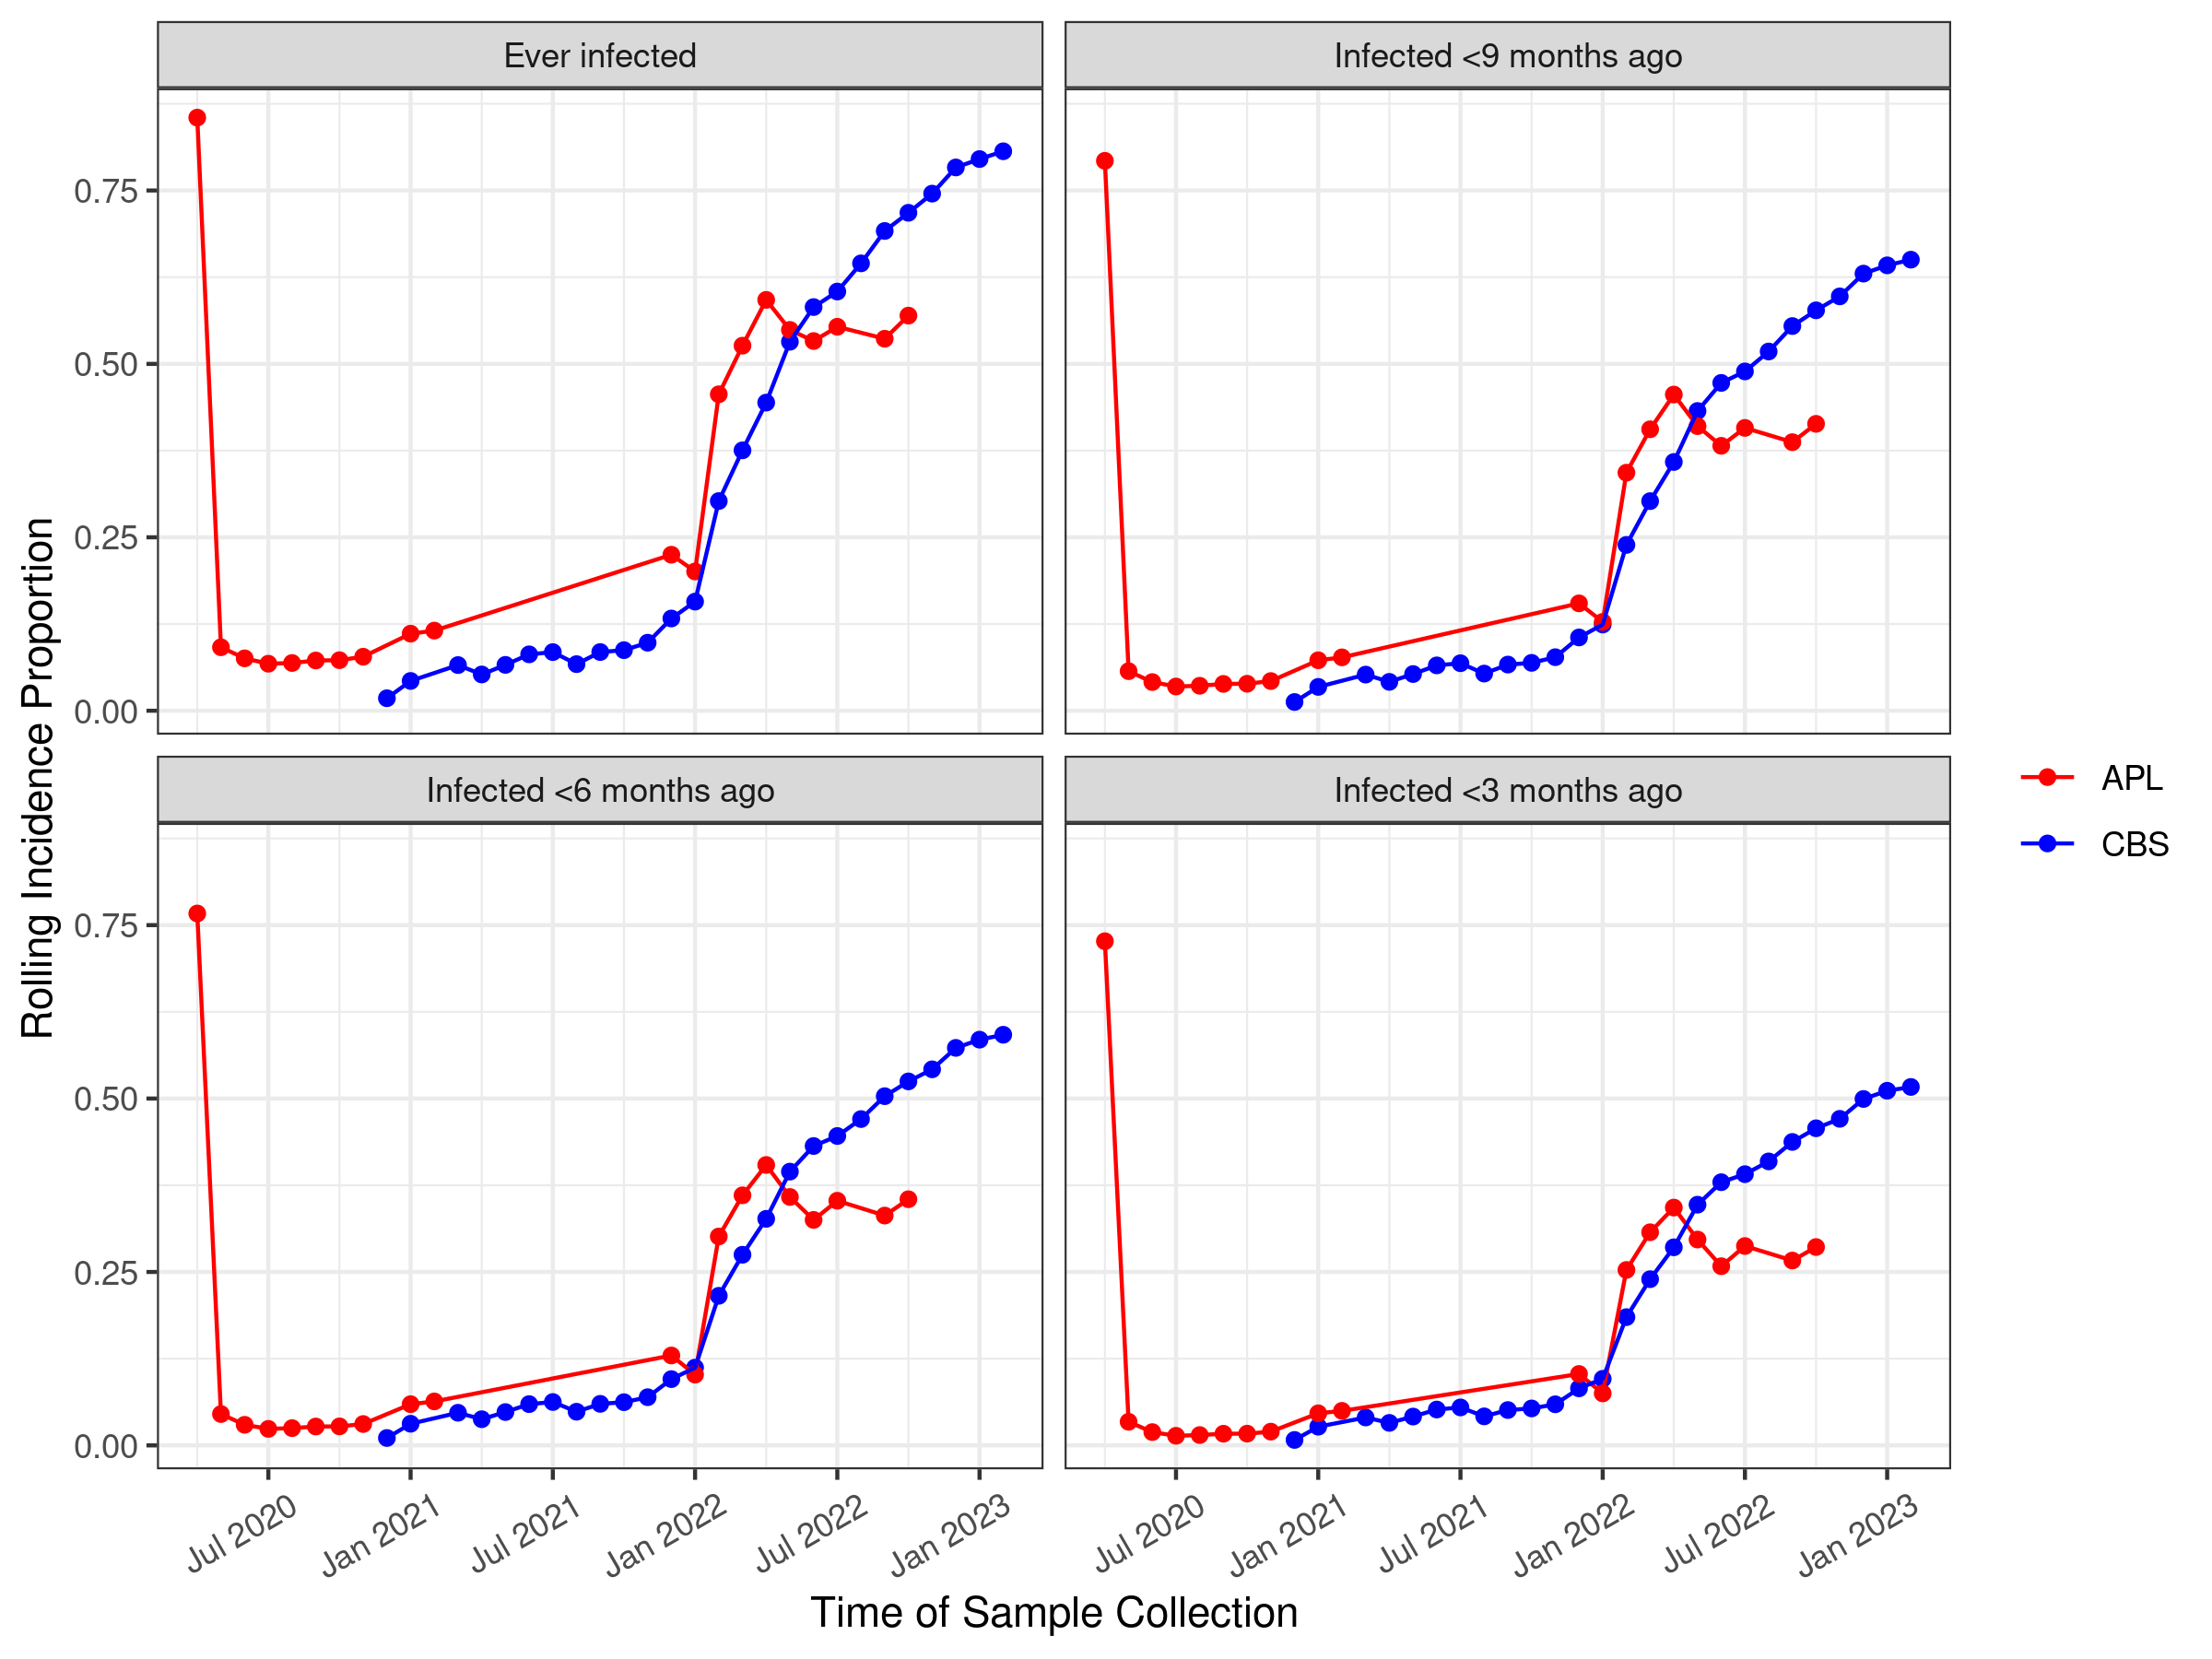 Ever infected
Infected <9 months ago
0.75
0.50
0.25
0.00
Infected <6 months ago
Infected <3 months ago
0.75
0.50
0.25
0.00
Jul 2020
Jan 2021
Jul 2021
Jan 2022
Jul 2022
Jan 2023
Jul 2020
Jan 2021
Jul 2021
Jan 2022
Jul 2022
Jan 2023
Rolling Incidence Proportion
Time of Sample Collection
APL
CBS